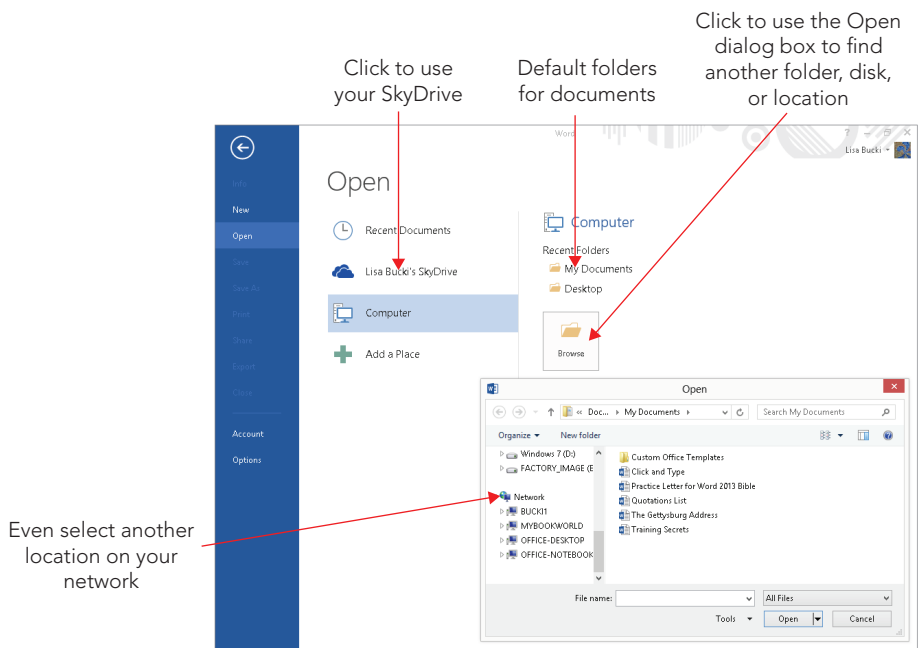 Click to use the Open
dialog box to find
another folder, disk,
or location
Click to use
your SkyDrive
Default folders
for documents
Word
? – X
Lisa Bucki
Info
New
Open
Save
Save As
Print
Share
Export
Close
Account
Options
Open
Recent Documents
Lisa Bucki's SkyDrive
Computer
Add a Place
Computer
Recent Folders
My Documents
Desktop
Browse
Open
« Doc... My Documents
Search My Documents
Organize
New folder
Windows 7 (D:)
FACTORY_IMAGE (E
Network
BUCKI1
MYBOOKWORLD
OFFICE-DESKTOP
OFFICE-NOTEBOOK
Custom Office Templates
Click and Type
Practice Letter for Word 2013 Bible
Quotations List
The Gettysburg Address
Training Secrets
File name:
All Files
Tools
Open
Cancel
Even select another
location on your
network